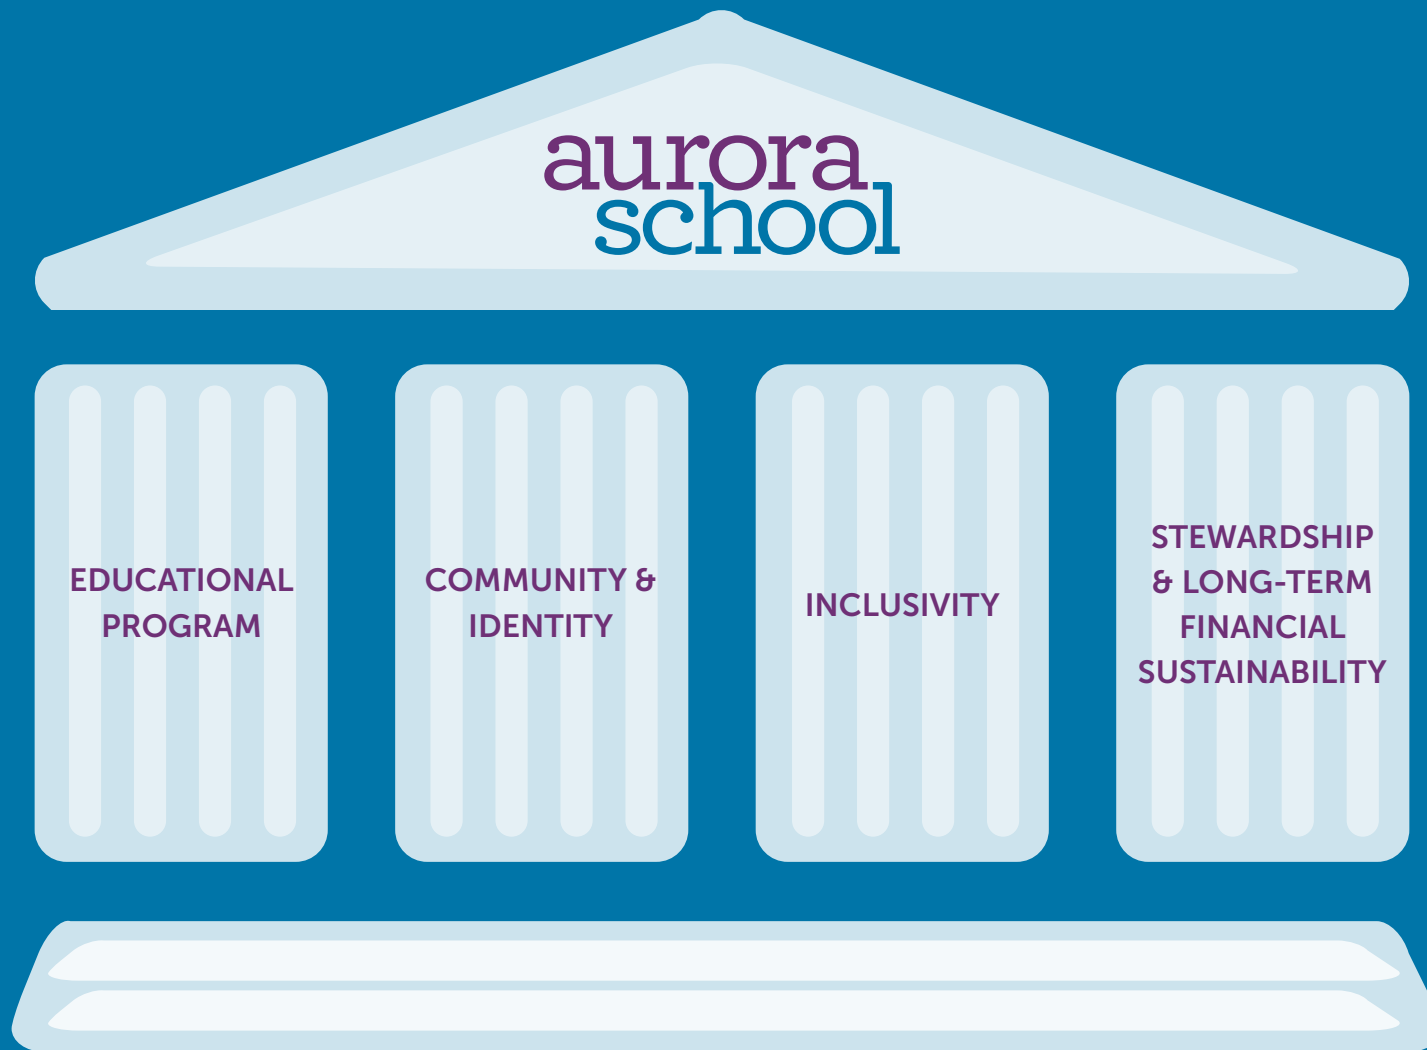 aurora
school
EDUCATIONAL
PROGRAM
COMMUNITY &
IDENTITY
INCLUSIVITY
STEWARDSHIP
& LONG-TERM
FINANCIAL
SUSTAINABILITY